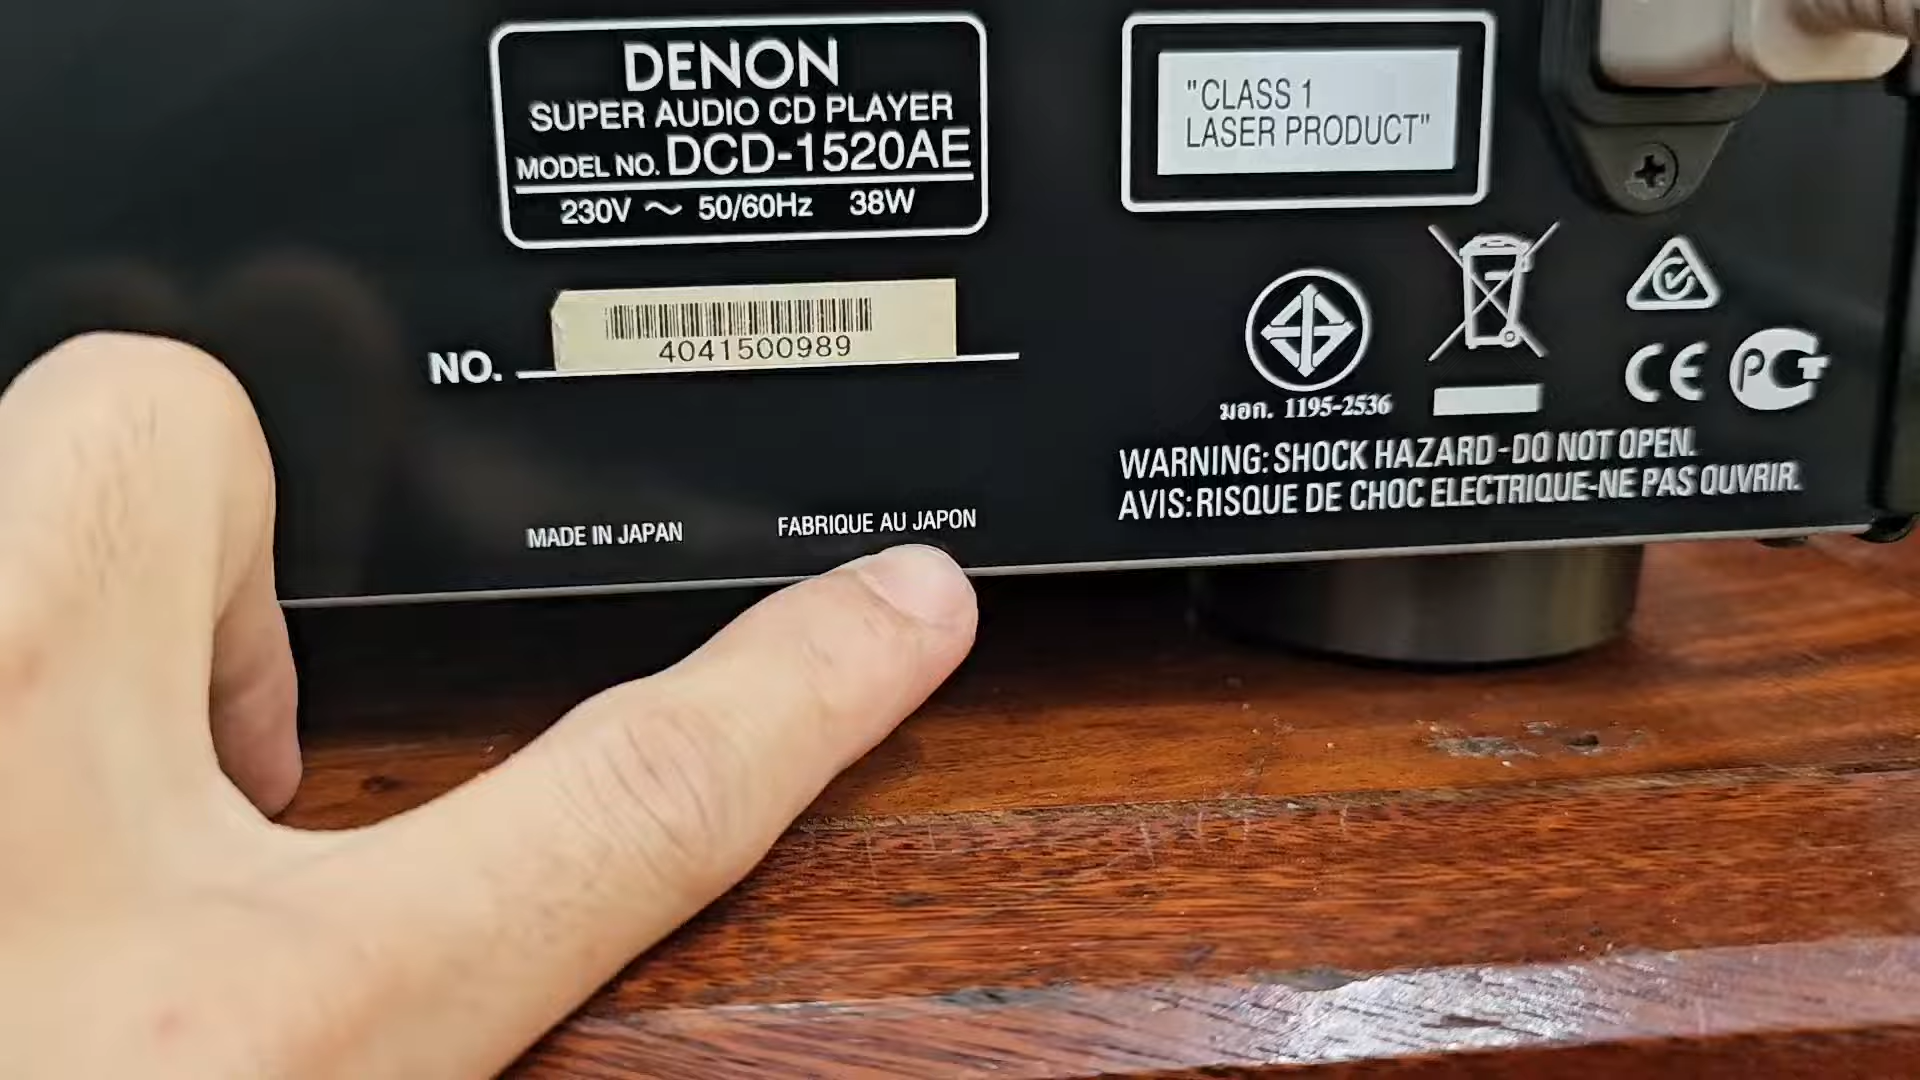 DENON
SUPER AUDIO CD PLAYER
MODEL NO. DCD-1520AE
230V ~ 50/60Hz 38W
"CLASS 1
LASER PRODUCT"
NO. 4041500989
มอก. 1195-2536
CE PCT
WARNING: SHOCK HAZARD-DO NOT OPEN.
AVIS: RISQUE DE CHOC ELECTRIQUE-NE PAS OUVRIR.
MADE IN JAPAN FABRIQUE AU JAPON